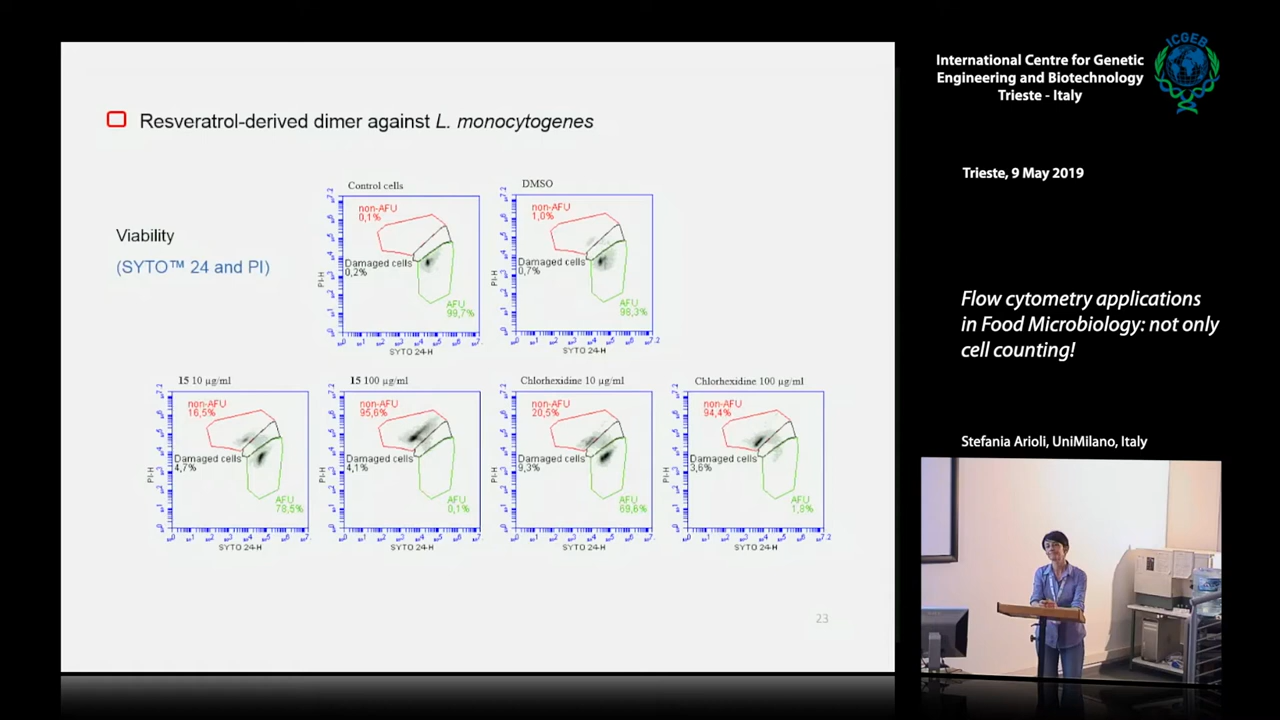 Resveratrol-derived dimer against L. monocytogenes
Viability
(SYTO™ 24 and PI)
Control cells
non-AFU
0,1%
Damaged cells
0,2%
AFU
99,7%
PI-H
SYTO 24-H
DMSO
non-AFU
1,0%
Damaged cells
0,7%
AFU
98,3%
PI-H
SYTO 24-H
15 10 µg/ml
non-AFU
16,5%
Damaged cells
4,7%
AFU
78,5%
PI-H
SYTO 24-H
15 100 µg/ml
non-AFU
95,6%
Damaged cells
4,1%
AFU
0,1%
PI-H
SYTO 24-H
Chlorhexidine 10 µg/ml
non-AFU
20,5%
Damaged cells
9,3%
AFU
69,6%
PI-H
SYTO 24-H
Chlorhexidine 100 µg/ml
non-AFU
94,4%
Damaged cells
3,6%
AFU
1,8%
PI-H
SYTO 24-H
23
International Centre for Genetic
Engineering and Biotechnology
Trieste - Italy
ICGEB
Trieste, 9 May 2019
Flow cytometry applications
in Food Microbiology: not only
cell counting!
Stefania Arioli, UniMilano, Italy